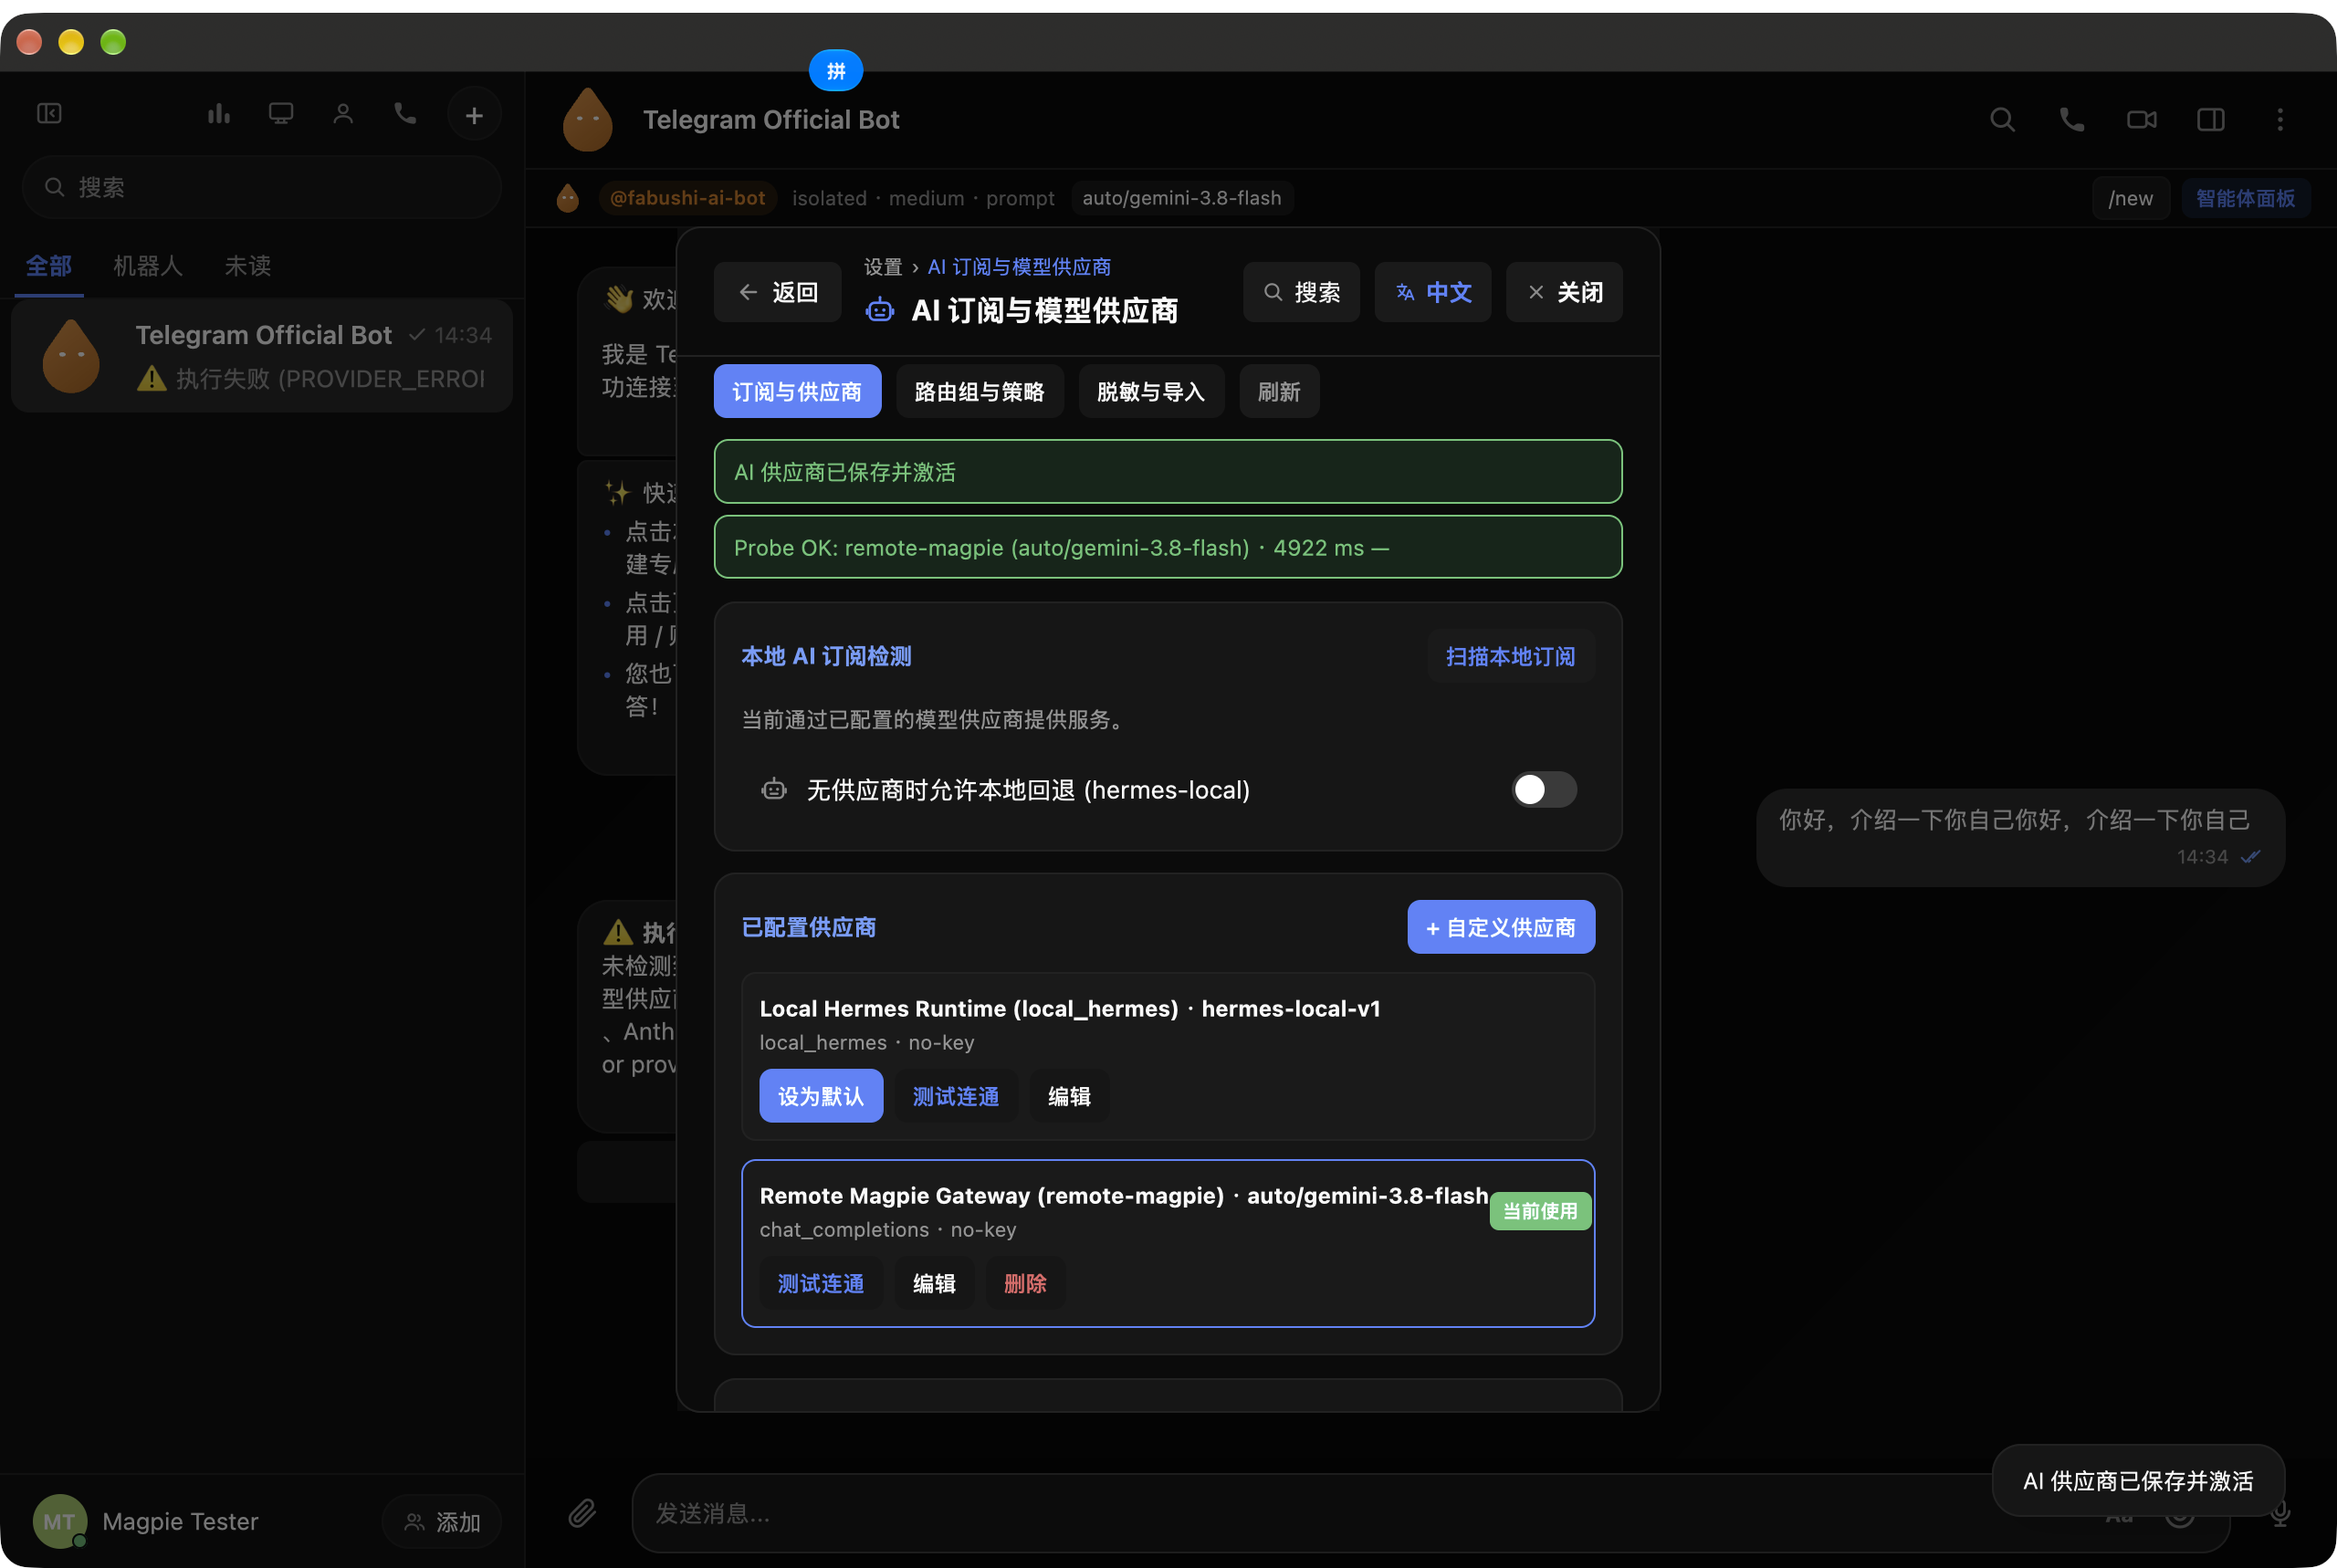 拼
Telegram Official Bot
搜索
@fabushi-ai-bot isolated · medium · prompt auto/gemini-3.8-flash /new 智能体面板
全部 机器人 未读
Telegram Official Bot 14:34
执行失败 (PROVIDER_ERROI
👋 欢迎
我是 Te
功连接
✨ 快速
• 点击
建专
• 点击
用 /
• 您也
答！
你好，介绍一下你自己你好，介绍一下你自己
14:34
⚠️ 执行
未检测
型供应
、Anth
or prov
返回
设置 › AI 订阅与模型供应商
AI 订阅与模型供应商
搜索 中文 关闭
订阅与供应商 路由组与策略 脱敏与导入 刷新
AI 供应商已保存并激活
Probe OK: remote-magpie (auto/gemini-3.8-flash) · 4922 ms —
本地 AI 订阅检测 扫描本地订阅
当前通过已配置的模型供应商提供服务。
无供应商时允许本地回退 (hermes-local)
已配置供应商 + 自定义供应商
Local Hermes Runtime (local_hermes) · hermes-local-v1
local_hermes · no-key
设为默认 测试连通 编辑
Remote Magpie Gateway (remote-magpie) · auto/gemini-3.8-flash
当前使用
chat_completions · no-key
测试连通 编辑 删除
MT Magpie Tester 添加
发送消息...
AI 供应商已保存并激活